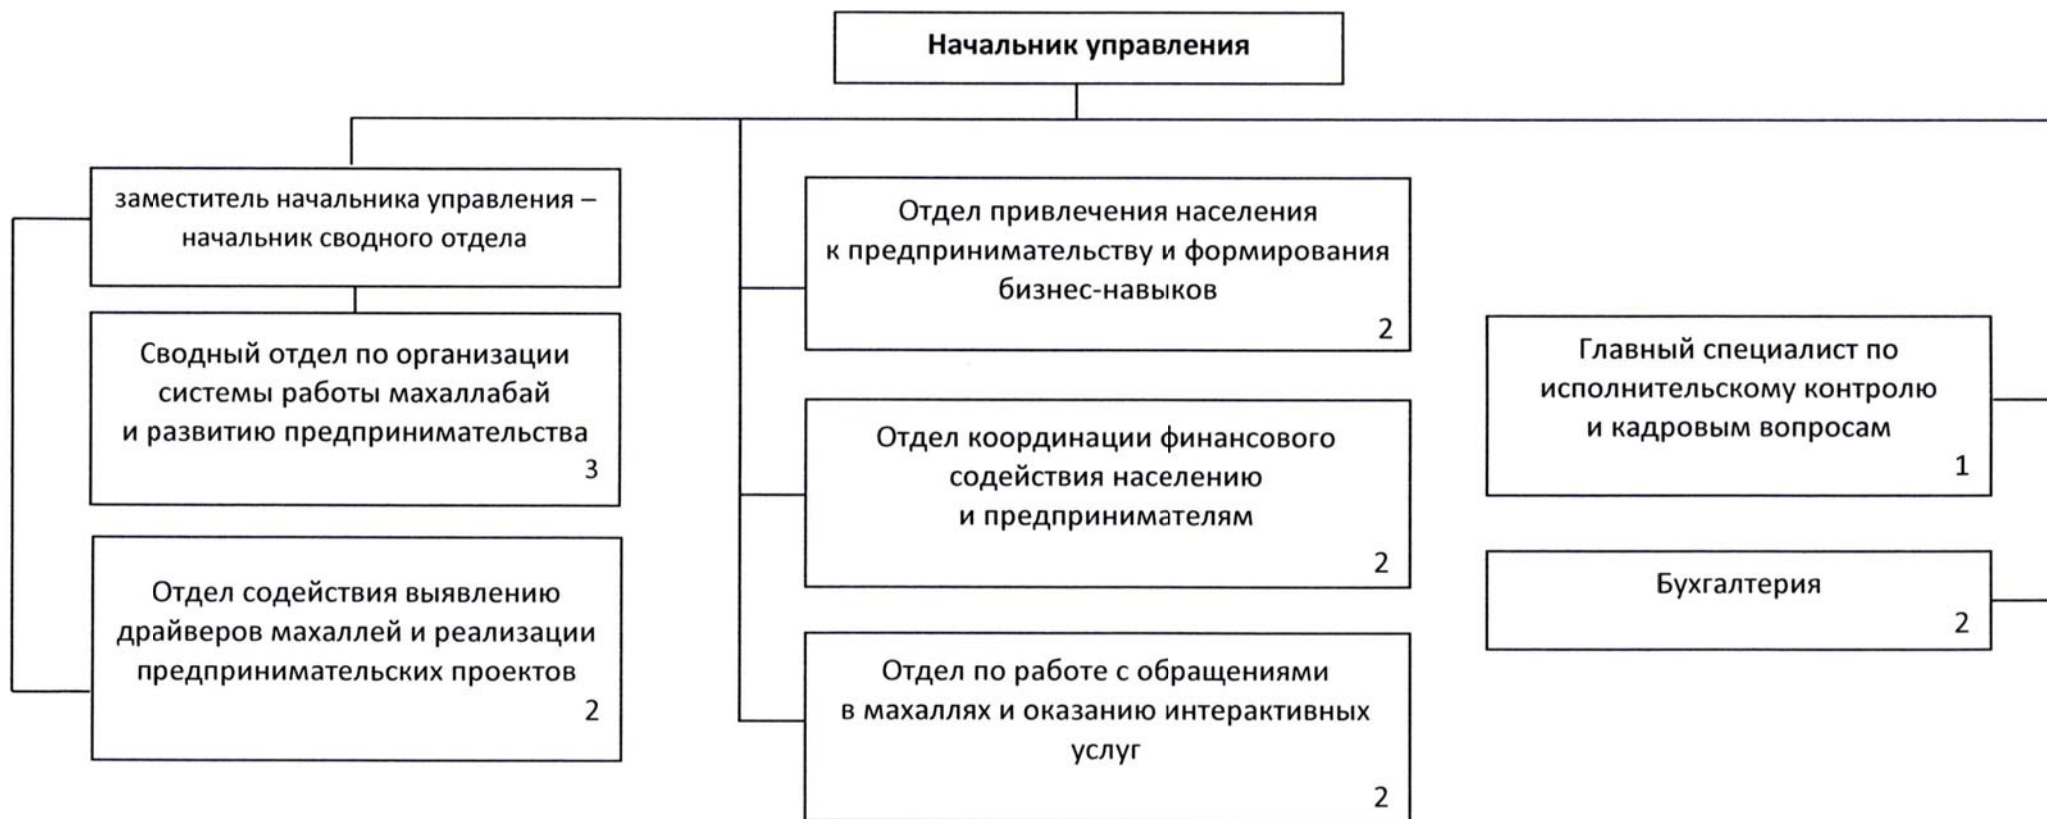 Начальник управления
заместитель начальника управления –
начальник сводного отдела
Сводный отдел по организации
системы работы махаллабай
и развитию предпринимательства
3
Отдел содействия выявлению
драйверов махаллей и реализации
предпринимательских проектов
2
Отдел привлечения населения
к предпринимательству и формирования
бизнес-навыков
2
Отдел координации финансового
содействия населению
и предпринимателям
2
Отдел по работе с обращениями
в махаллях и оказанию интерактивных
услуг
2
Главный специалист по
исполнительскому контролю
и кадровым вопросам
1
Бухгалтерия
2